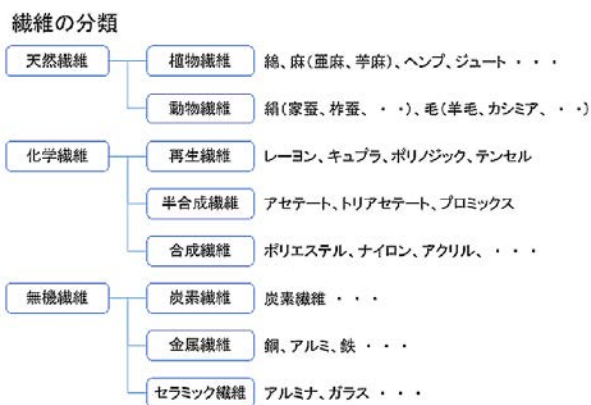 繊維の分類
天然繊維 植物繊維 綿、麻(亜麻、苧麻)、ヘンプ、ジュート・・・
動物繊維 絹(家蚕、柞蚕、・・)、毛(羊毛、カシミア、・・)
化学繊維 再生繊維 レーヨン、キュプラ、ポリノジック、テンセル
半合成繊維 アセテート、トリアセテート、プロミックス
合成繊維 ポリエステル、ナイロン、アクリル、・・・
無機繊維 炭素繊維 炭素繊維・・・
金属繊維 銅、アルミ、鉄・・・
セラミック繊維 アルミナ、ガラス・・・